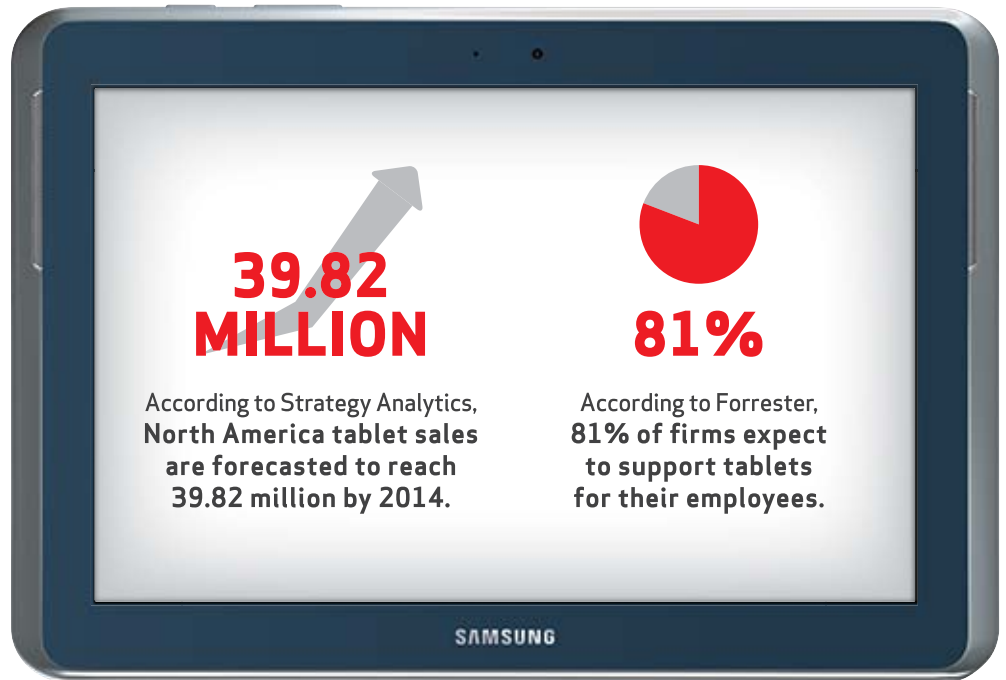 39.82
MILLION
According to Strategy Analytics,
North America tablet sales
are forecasted to reach
39.82 million by 2014.
81%
According to Forrester,
81% of firms expect
to support tablets
for their employees.
SAMSUNG